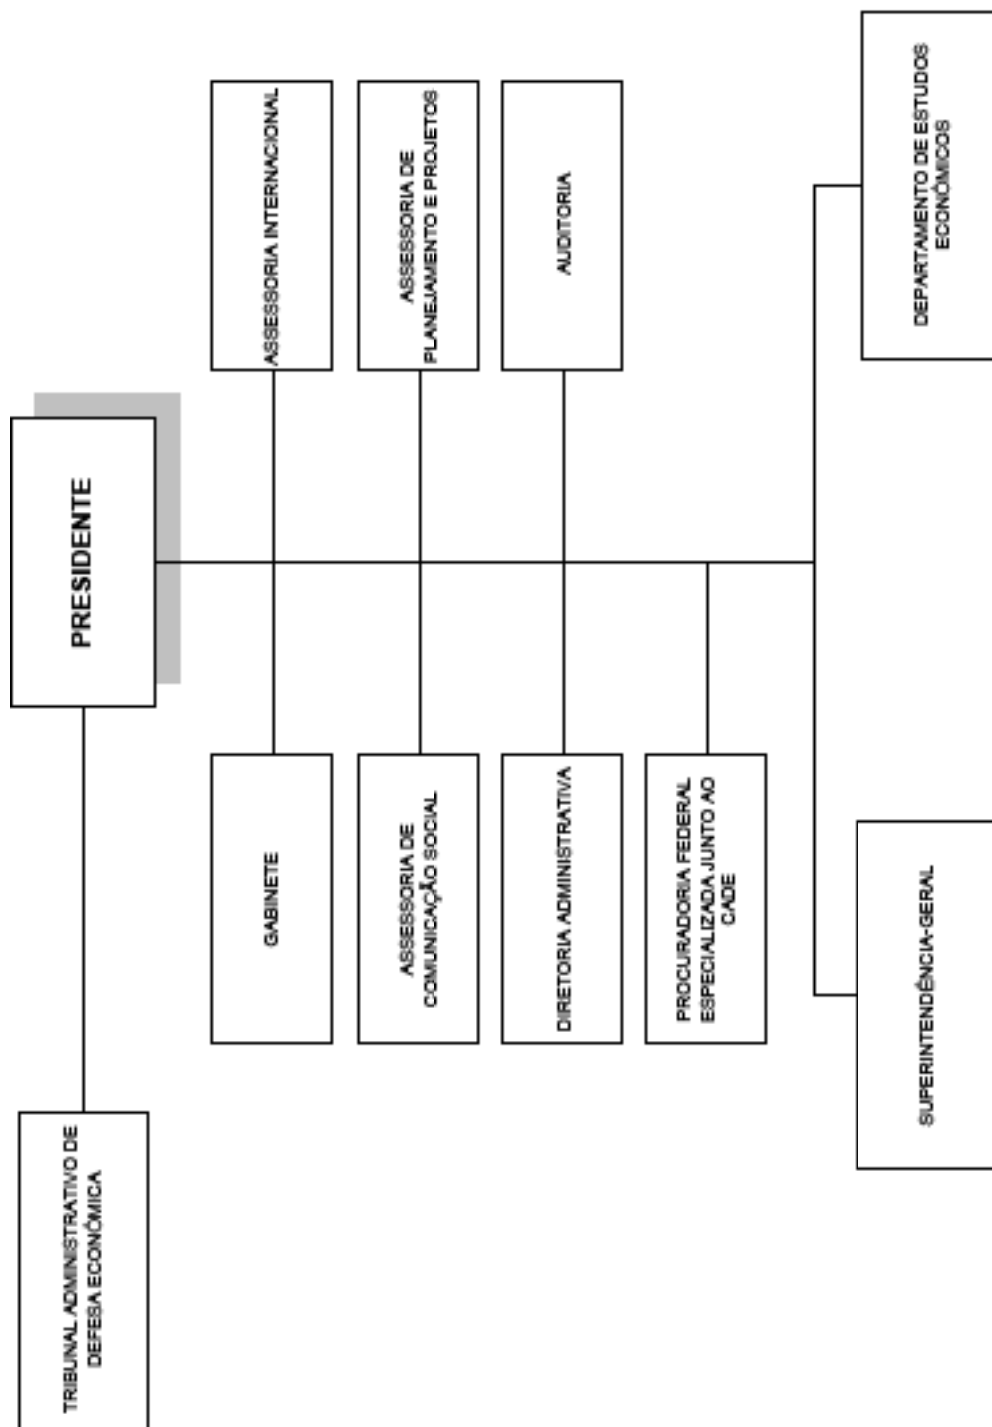 TRIBUNAL ADMINISTRATIVO DE
DEFESA ECONÔMICA
PRESIDENTE
GABINETE
ASSESSORIA INTERNACIONAL
ASSESSORIA DE
COMUNICAÇÃO SOCIAL
ASSESSORIA DE
PLANEJAMENTO E PROJETOS
DIRETORIA ADMINISTRATIVA
AUDITORIA
PROCURADORIA FEDERAL
ESPECIALIZADA JUNTO AO
CADE
SUPERINTENDÊNCIA-GERAL
DEPARTAMENTO DE ESTUDOS
ECONÔMICOS